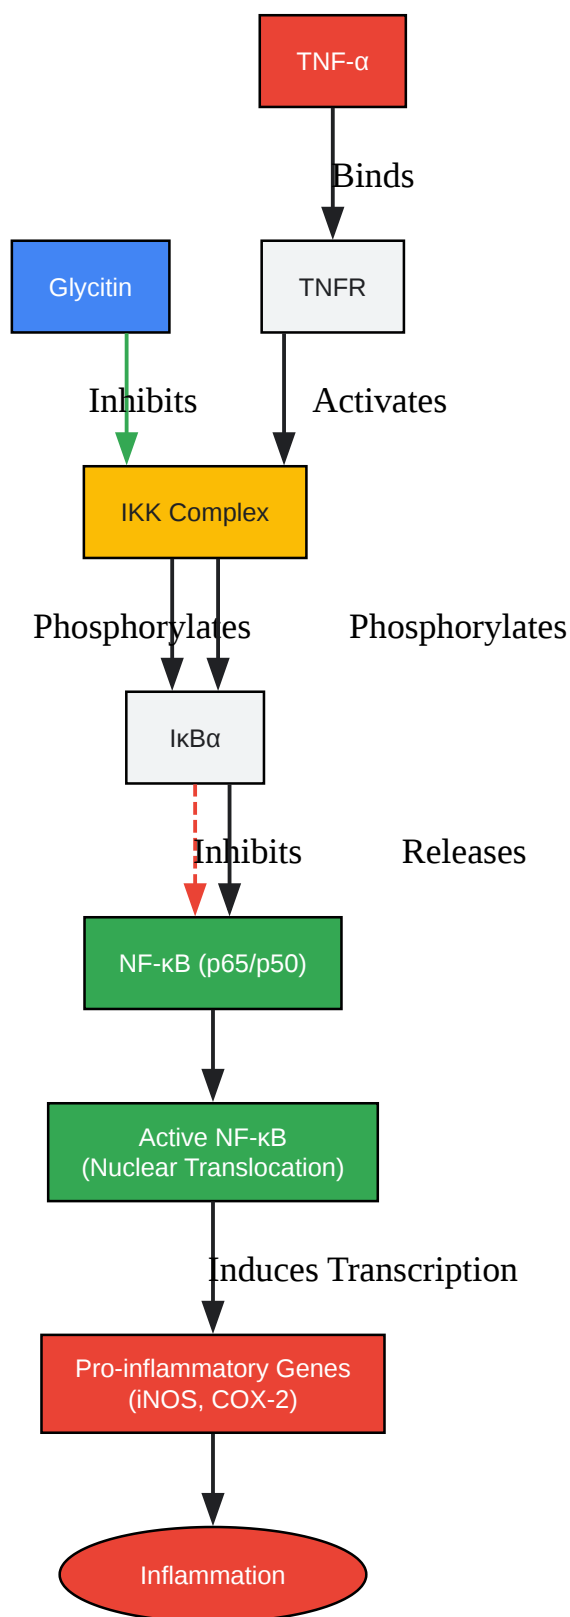 TNF-α
Binds
Glycitin
TNFR
Inhibits
Activates
IKK Complex
Phosphorylates
Phosphorylates
IκBα
Inhibits
Releases
NF-κB (p65/p50)
Active NF-κB
(Nuclear Translocation)
Induces Transcription
Pro-inflammatory Genes
(iNOS, COX-2)
Inflammation